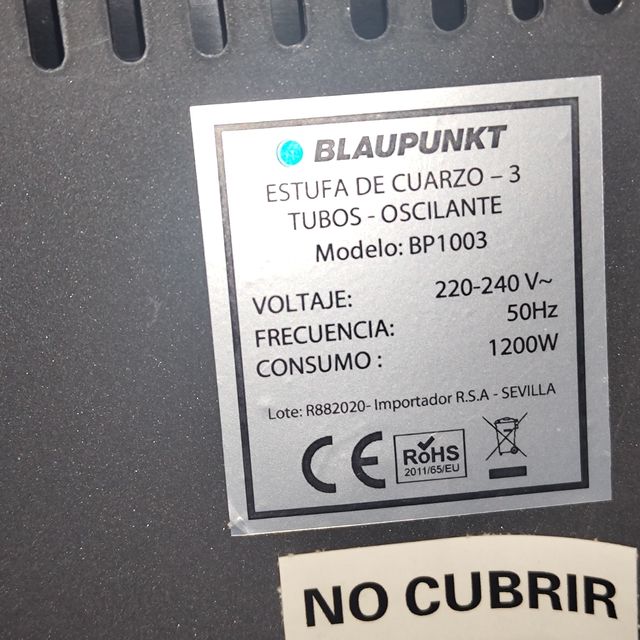 BLAUPUNKT
ESTUFA DE CUARZO – 3
TUBOS - OSCILANTE
Modelo: BP1003
VOLTAJE: 220-240 V~
FRECUENCIA: 50Hz
CONSUMO : 1200W
Lote: R882020- Importador R.S.A - SEVILLA
CE RoHS
2011/65/EU
NO CUBRIR